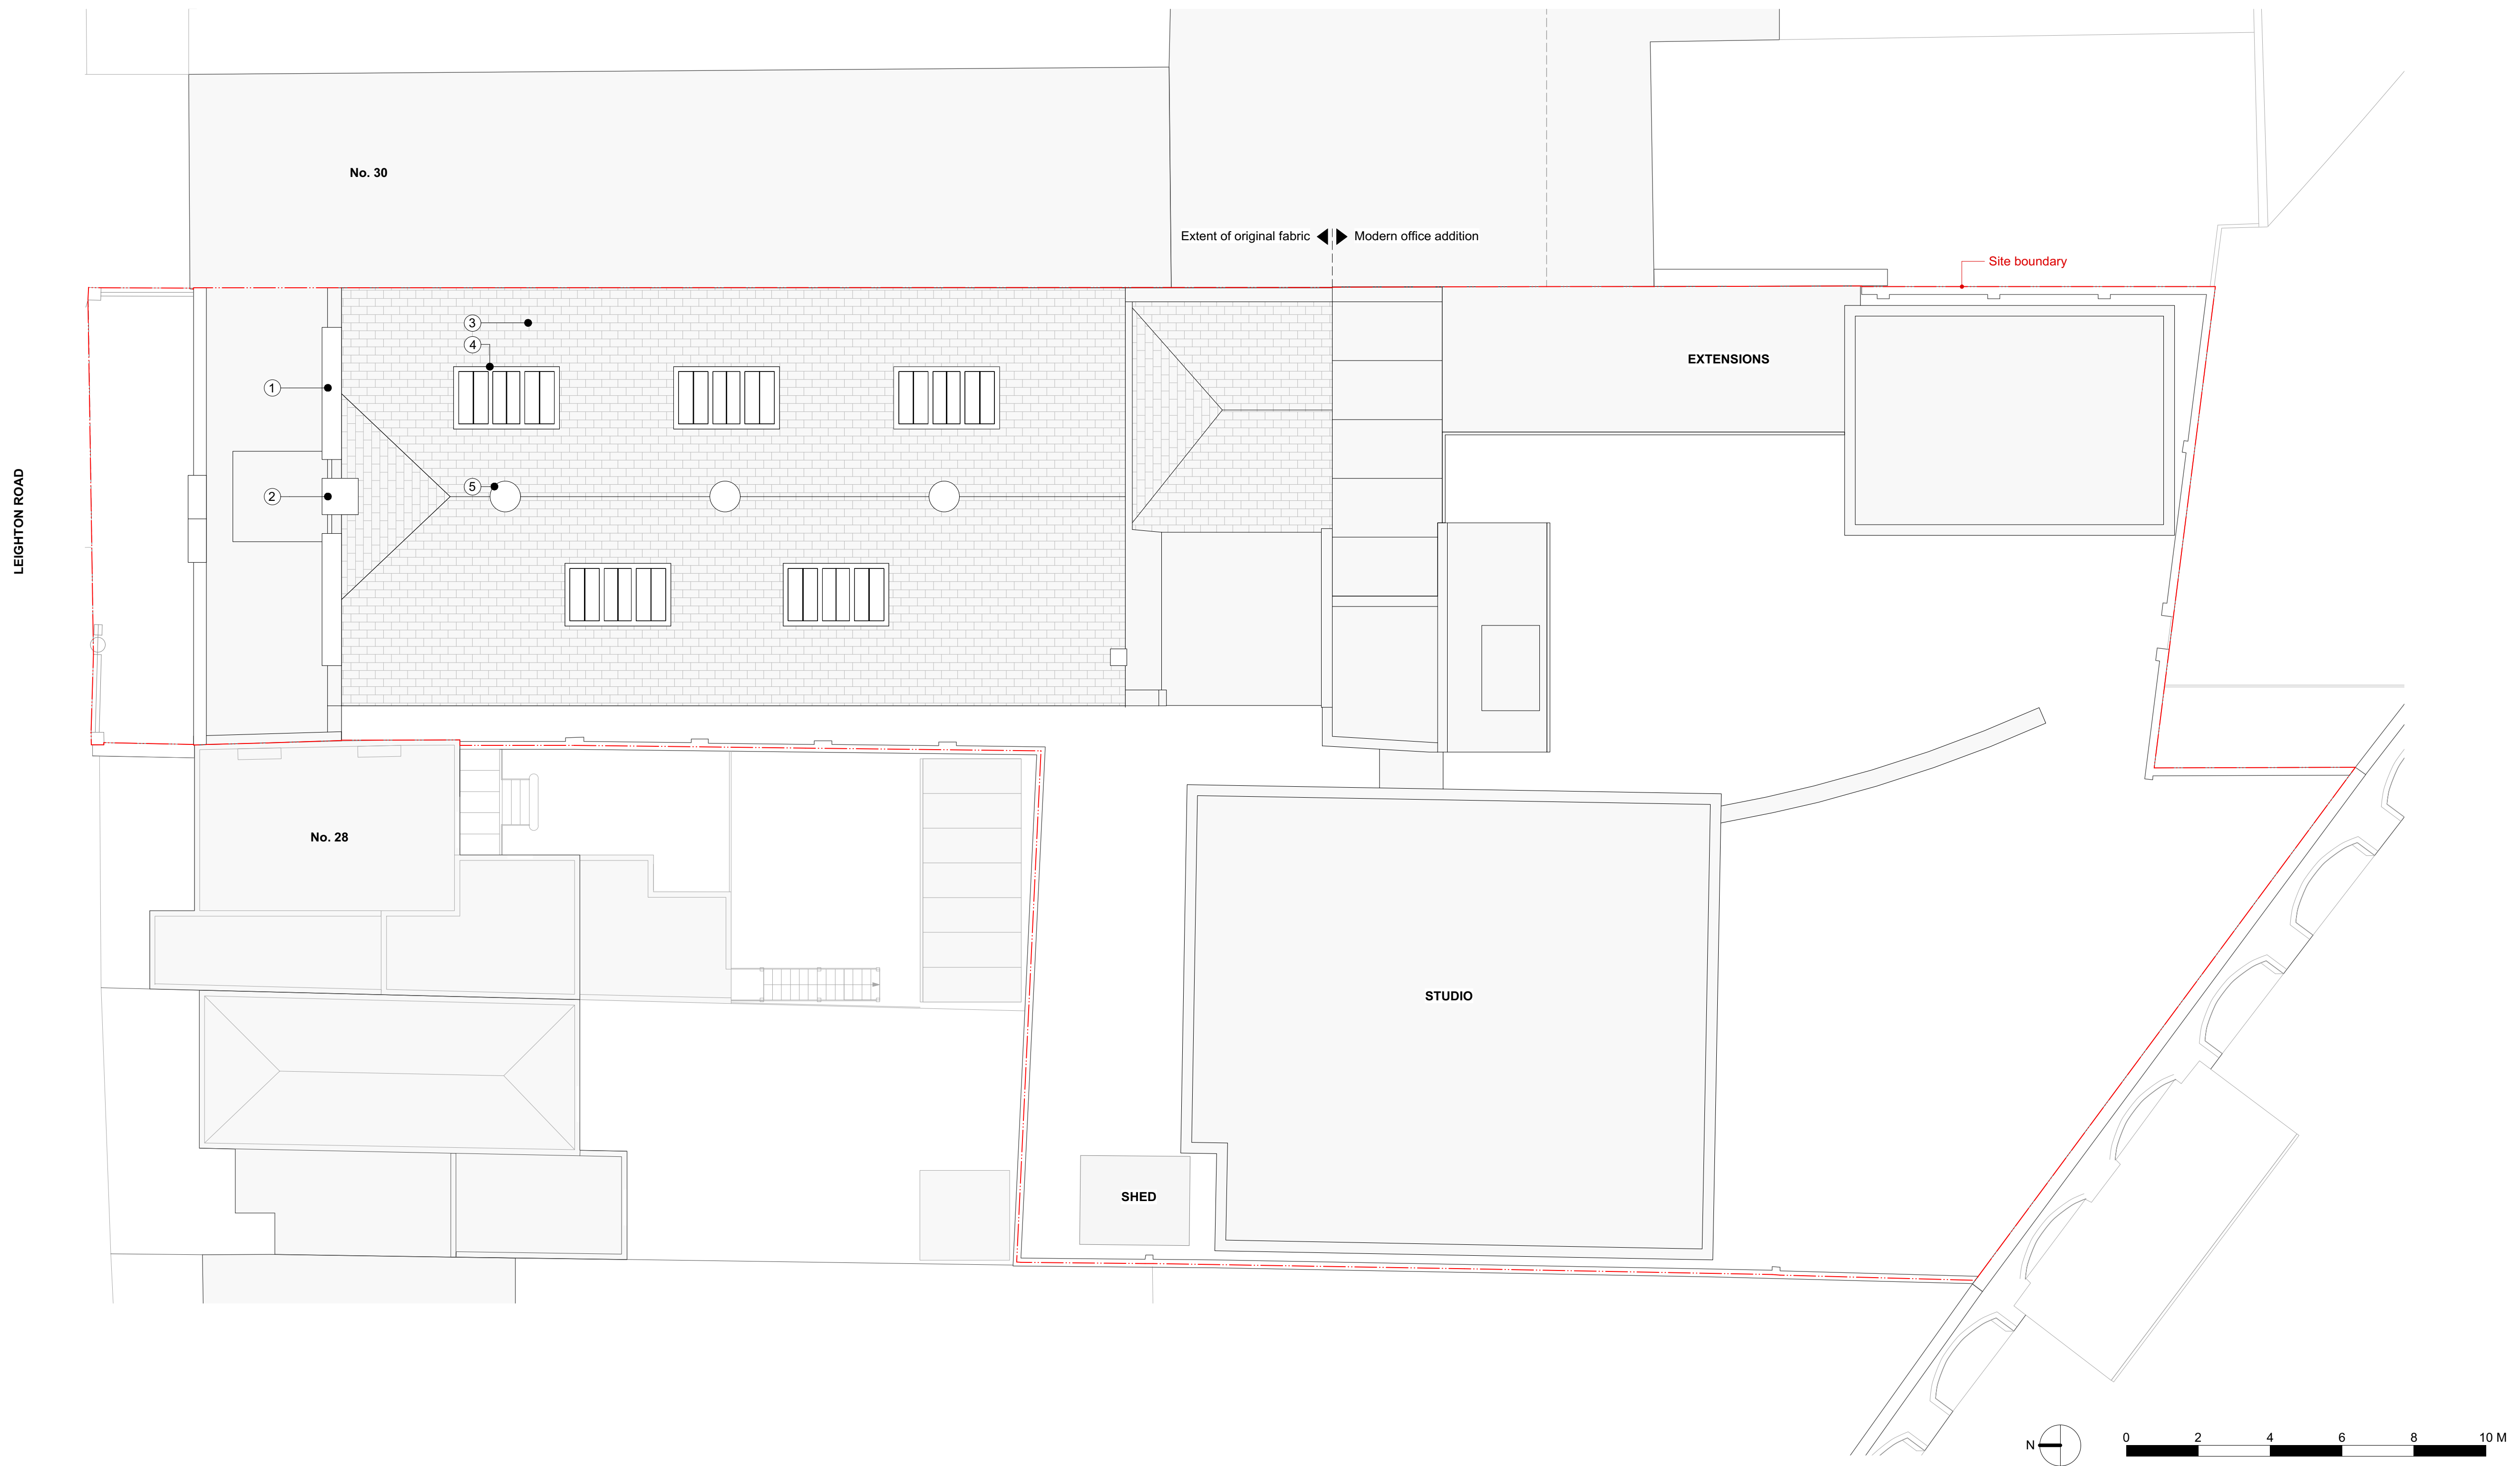 No. 30
Extent of original fabric
Modern office addition
Site boundary
3
4
EXTENSIONS
1
LEIGHTON ROAD
5
2
No. 28
STUDIO
SHED
N
0 2 4 6 8 10 M